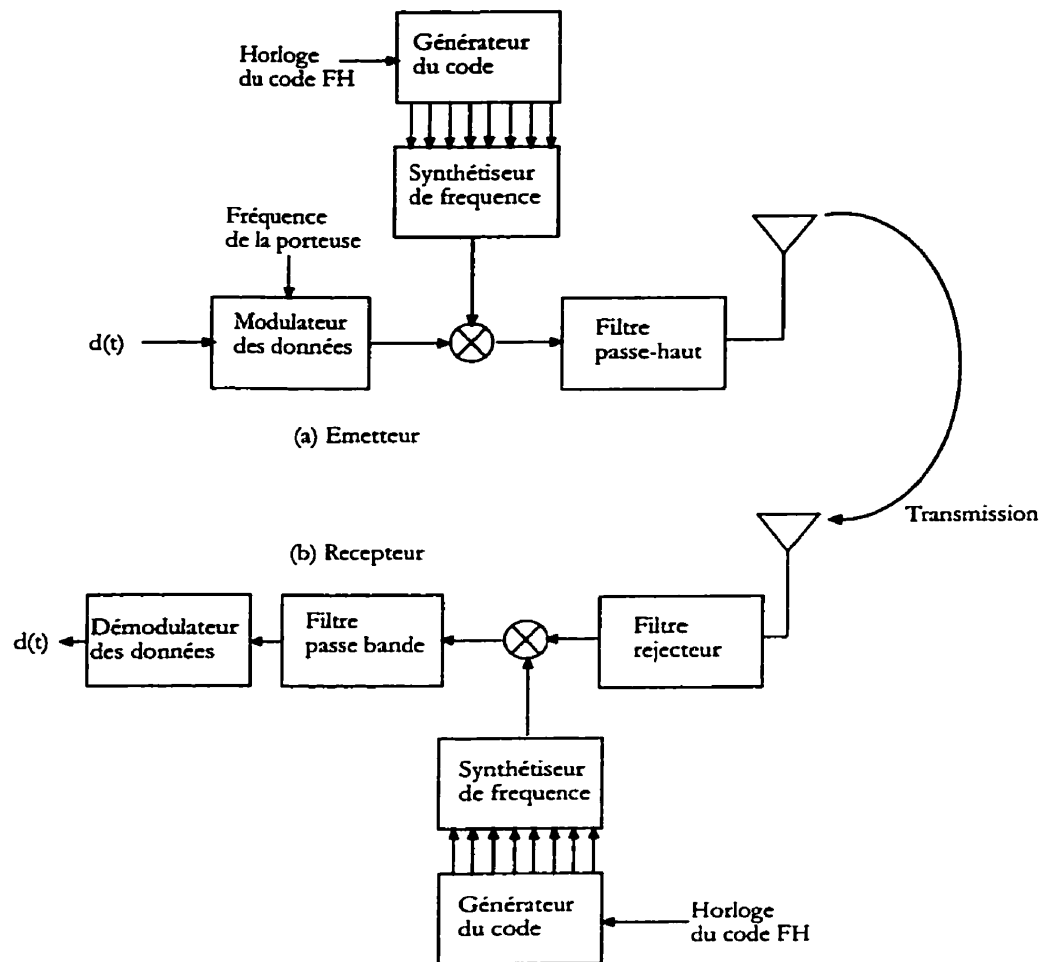 Horloge
du code FH
Générateur
du code
Synthétiseur
de frequence
Fréquence
de la porteuse
d(t)
Modulateur
des données
Filtre
passe-haut
(a) Emetteur
Transmission
(b) Recepteur
d(t)
Démodulateur
des données
Filtre
passe bande
Filtre
rejecteur
Synthétiseur
de frequence
Générateur
du code
Horloge
du code FH